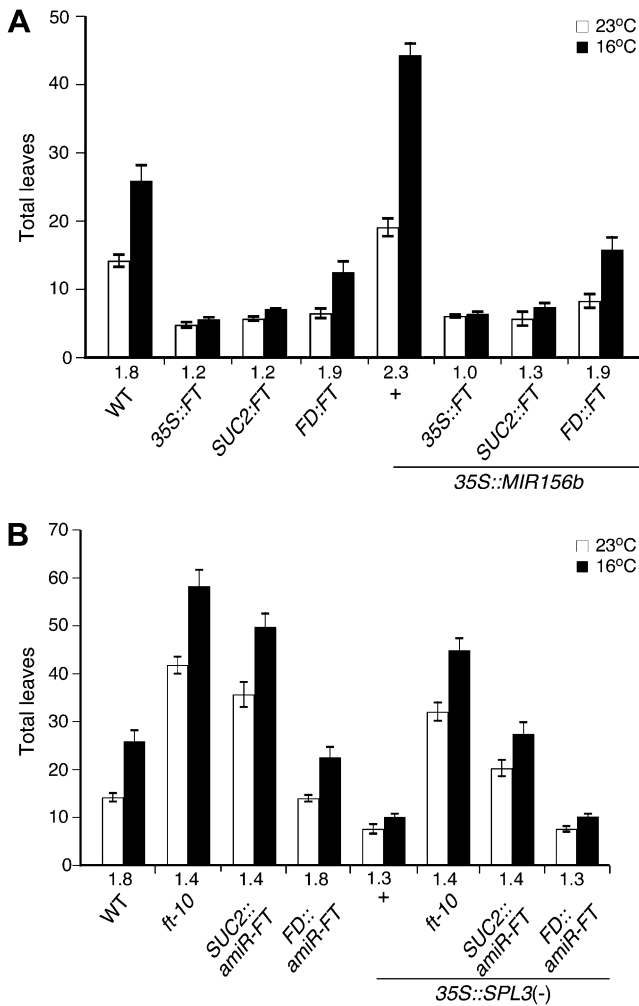 A
23°C
16°C
Total leaves
50
40
30
20
10
0
1.8 1.2 1.2 1.9 2.3 1.0 1.3 1.9
WT 35S::FT SUC2:FT FD:FT + 35S::FT SUC2::FT FD::FT
35S::MIR156b
B
23°C
16°C
Total leaves
70
60
50
40
30
20
10
0
1.8 1.4 1.4 1.8 1.3 1.4 1.4 1.3
WT ft-10 SUC2:: amiR-FT FD:: amiR-FT + ft-10 SUC2:: amiR-FT FD:: amiR-FT
35S::SPL3(-)